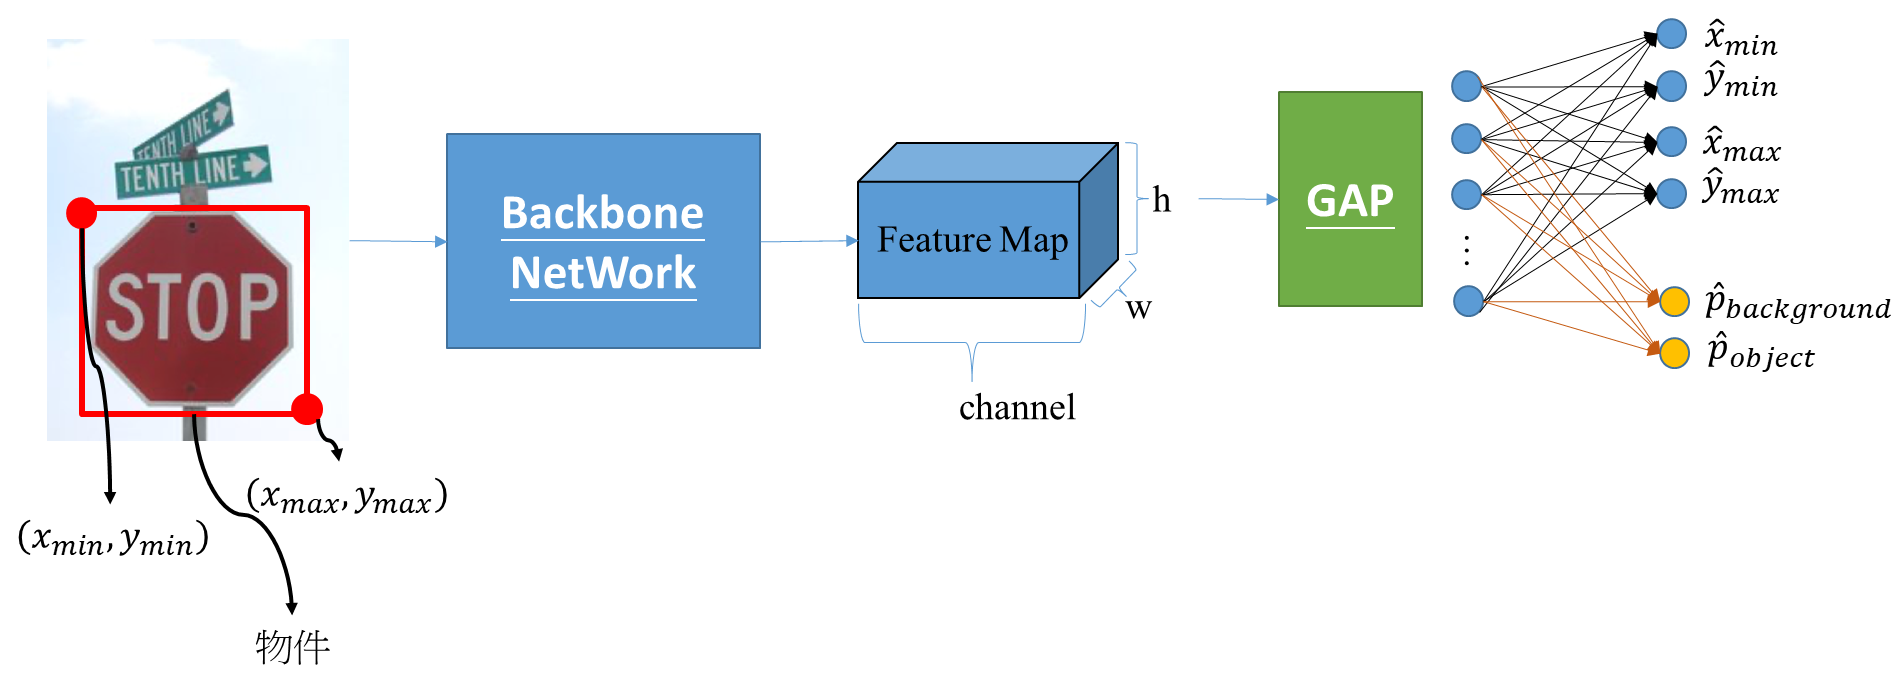 TENTH LINE
TENTH LINE
STOP
(x_min, y_min)
(x_max, y_max)
物件
Backbone
NetWork
Feature Map
h
w
channel
GAP
⋮
x̂_min
ŷ_min
x̂_max
ŷ_max
p̂_background
p̂_object